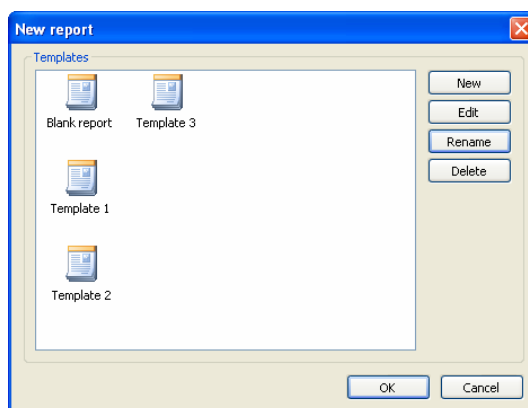 New report
Templates
Blank report
Template 3
Template 1
Template 2
New
Edit
Rename
Delete
OK
Cancel